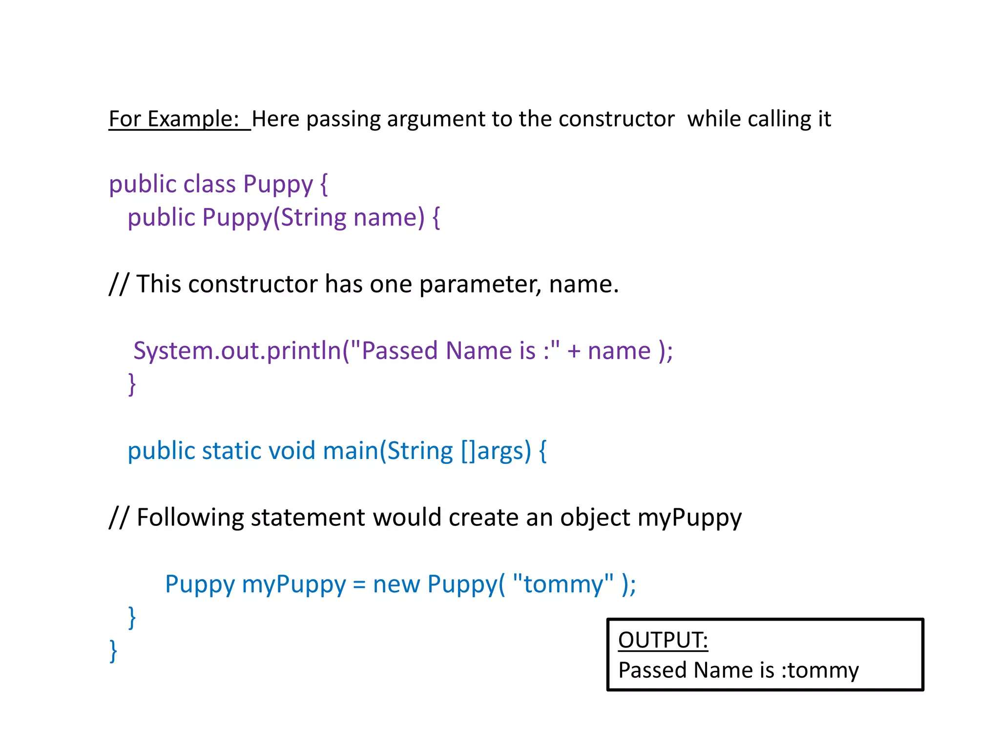 For Example:  Here passing argument to the constructor  while calling it
public class Puppy {
public Puppy(String name) {
// This constructor has one parameter, name.
System.out.println("Passed Name is :" + name );
}
public static void main(String []args) {
// Following statement would create an object myPuppy
Puppy myPuppy = new Puppy( "tommy" );
}
}
OUTPUT:
Passed Name is :tommy